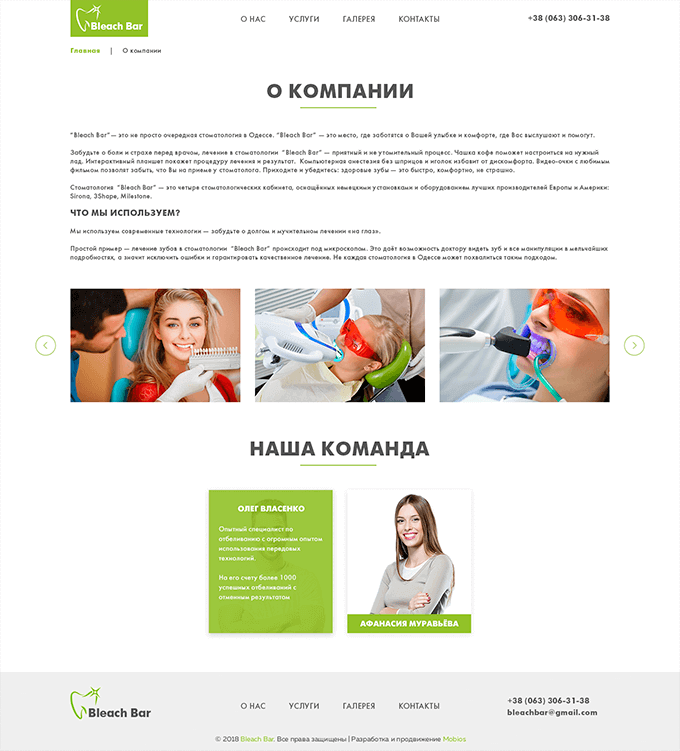 Bleach Bar
О НАС УСЛУГИ ГАЛЕРЕЯ КОНТАКТЫ
+38 (063) 306-31-38
Главная | О компании
О КОМПАНИИ
"Bleach Bar"— это не просто очередная стоматология в Одессе. "Bleach Bar" — это место, где заботятся о Вашей улыбке и комфорте, где Вас выслушают и помогут.
Забудьте о боли и страхе перед врачом, лечение в стоматологии "Bleach Bar" — приятный и не утомительный процесс. Чашка кофе поможет настроиться на нужный
лад. Интерактивный планшет покажет процедуру лечения и результат. Компьютерная анестезия без шприцов и иголок избавит от дискомфорта. Видео-очки с любимым
фильмом позволят забыть, что Вы на приеме у стоматолога. Приходите и убедитесь: здоровые зубы — это быстро, комфортно, не страшно.
Стоматология "Bleach Bar" — это четыре стоматологических кабинета, оснащённых немецкими установками и оборудованием лучших производителей Европы и Америки:
Sirona, 3Shape, Milestone.
ЧТО МЫ ИСПОЛЬЗУЕМ?
Мы используем современные технологии — забудьте о долгом и мучительном лечении «на глаз».
Простой пример — лечение зубов в стоматологии "Bleach Bar" происходит под микроскопом. Это даёт возможность доктору видеть зуб и все манипуляции в мельчайших
подробностях, а значит исключить ошибки и гарантировать качественное лечение. Не каждая стоматология в Одессе может похвалиться таким подходом.
НАША КОМАНДА
ОЛЕГ ВЛАСЕНКО
Опытный специалист по
отбеливанию с огромным опытом
использования передовых
технологий.
На его счету более 1000
успешных отбеливаний с
отменным результатом
АФАНАСИЯ МУРАВЬЁВА
Bleach Bar
О НАС УСЛУГИ ГАЛЕРЕЯ КОНТАКТЫ
+38 (063) 306-31-38
bleachbar@gmail.com
© 2018 Bleach Bar. Все права защищены | Разработка и продвижение Mobios